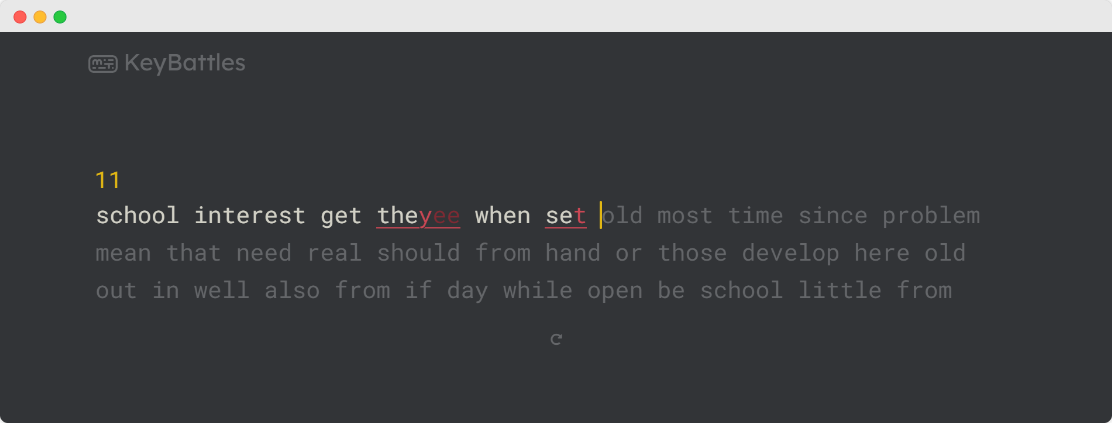 KeyBattles
11
school interest get theyee when set old most time since problem
mean that need real should from hand or those develop here old
out in well also from if day while open be school little from